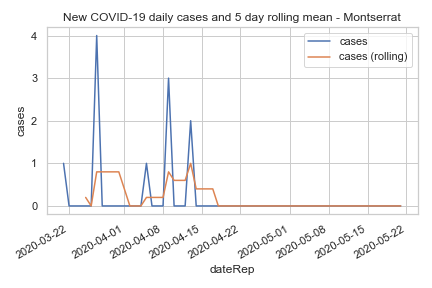 New COVID-19 daily cases and 5 day rolling mean - Montserrat
cases
cases (rolling)
4
3
2
1
0
cases
2020-03-22
2020-04-01
2020-04-08
2020-04-15
2020-04-22
2020-05-01
2020-05-08
2020-05-15
2020-05-22
dateRep